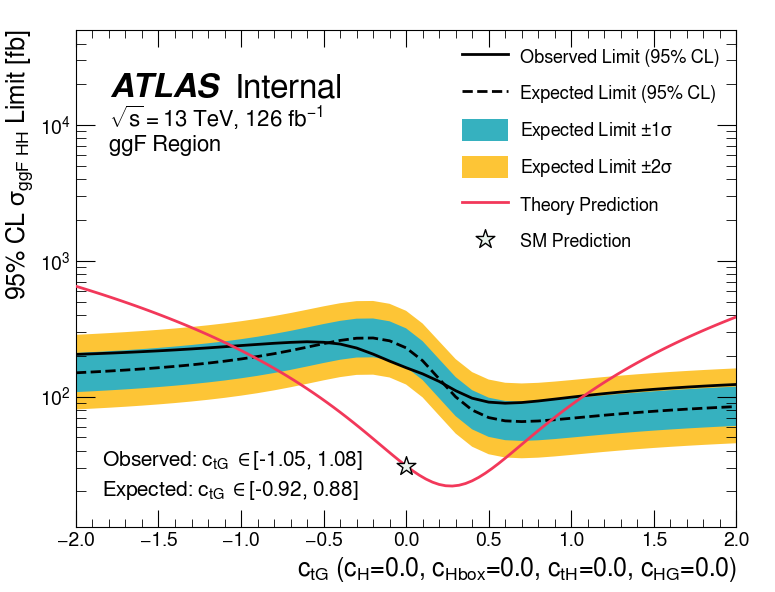 95% CL σggF HH Limit [fb]
10⁴
10³
10²
ATLAS Internal
√s = 13 TeV, 126 fb⁻¹
ggF Region
Observed Limit (95% CL)
Expected Limit (95% CL)
Expected Limit ±1σ
Expected Limit ±2σ
Theory Prediction
SM Prediction
Observed: ctG ∈[-1.05, 1.08]
Expected: ctG ∈[-0.92, 0.88]
−2.0 −1.5 −1.0 −0.5 0.0 0.5 1.0 1.5 2.0
ctG (cH=0.0, cHbox=0.0, ctH=0.0, cHG=0.0)